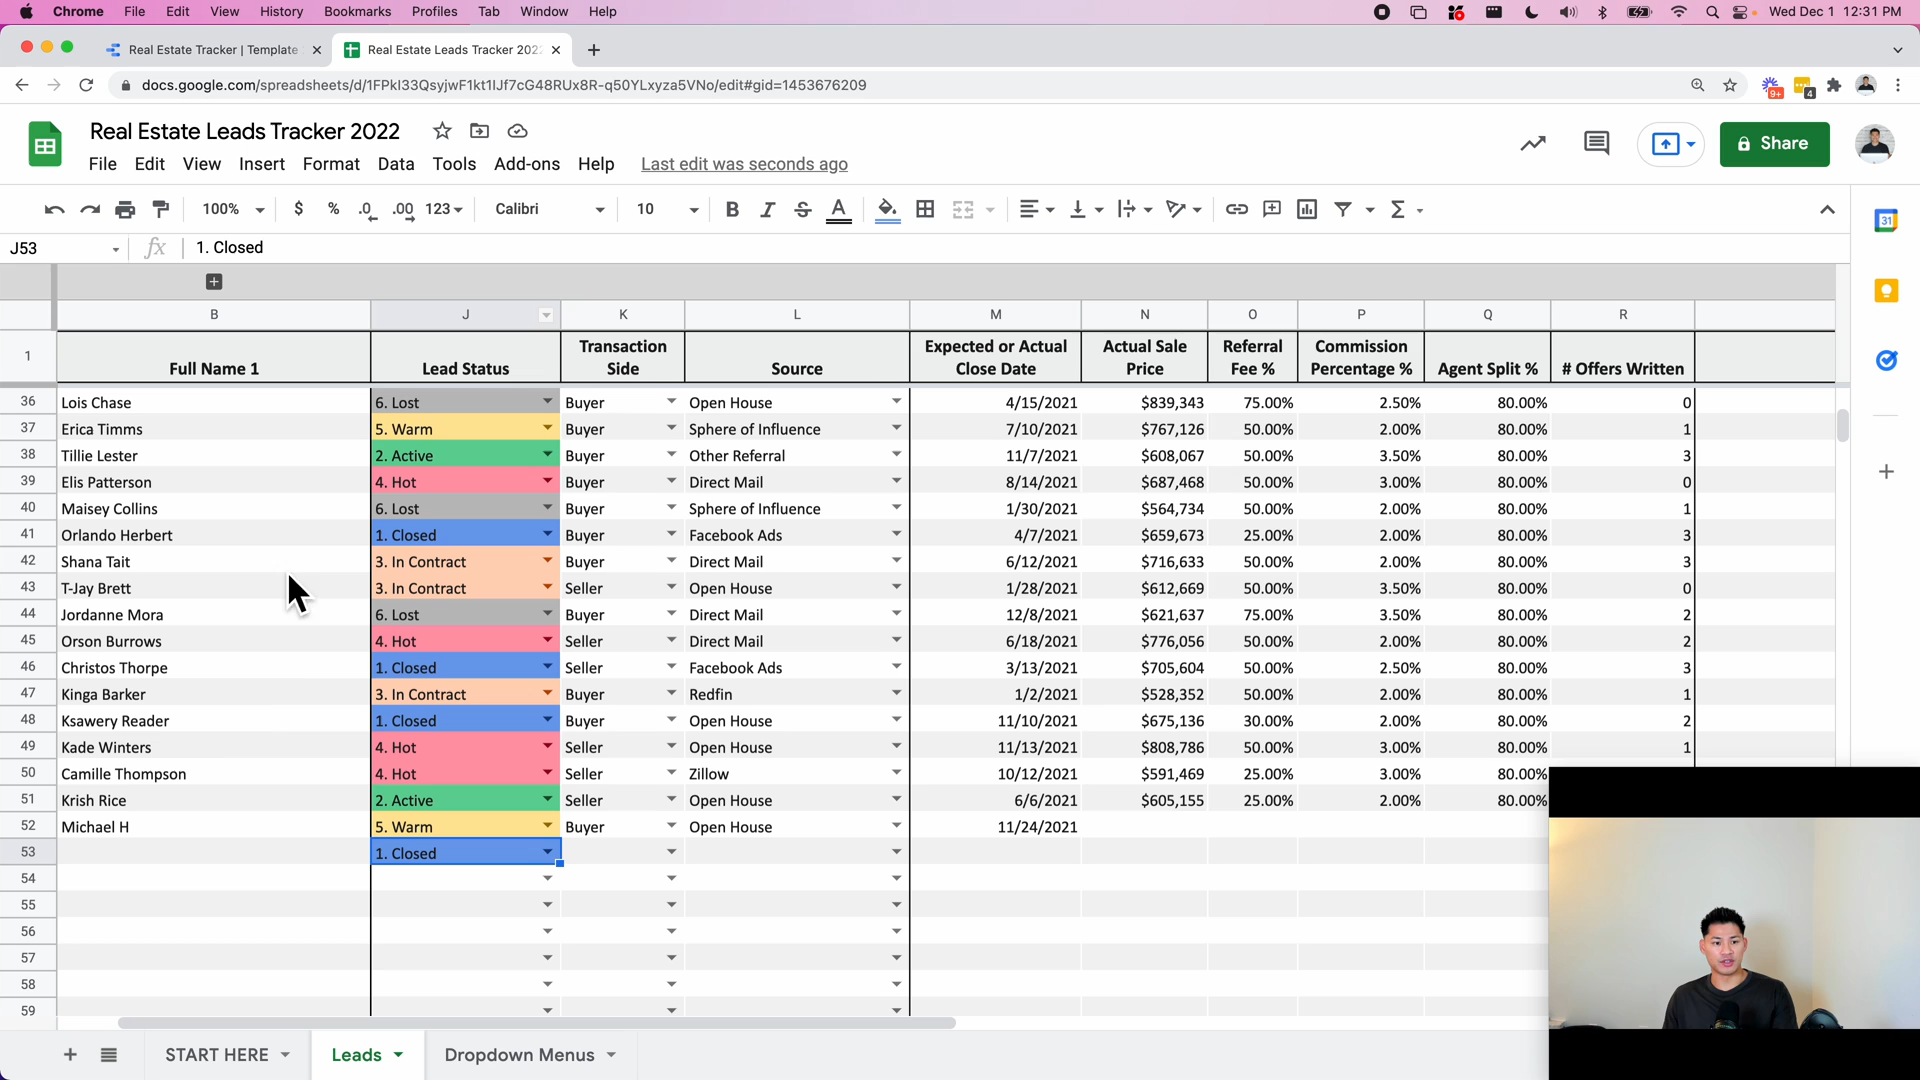 Chrome File Edit View History Bookmarks Profiles Tab Window Help Wed Dec 1 12:31 PM
Real Estate Tracker | Template Real Estate Leads Tracker 202
docs.google.com/spreadsheets/d/1FPkI33QsyjwF1kt1IJf7cG48RUx8R-q50YLxyza5VNo/edit#gid=1453676209 9+ 4
Real Estate Leads Tracker 2022
File Edit View Insert Format Data Tools Add-ons Help Last edit was seconds ago
Share
100% $ % .0 .00 123 Calibri 10 B I S A
31
J53 fx 1. Closed
B J K L M N O P Q R
1 Full Name 1 Lead Status Transaction Side Source Expected or Actual Close Date Actual Sale Price Referral Fee % Commission Percentage % Agent Split % # Offers Written
36 Lois Chase 6. Lost Buyer Open House 4/15/2021 $839,343 75.00% 2.50% 80.00% 0
37 Erica Timms 5. Warm Buyer Sphere of Influence 7/10/2021 $767,126 50.00% 2.00% 80.00% 1
38 Tillie Lester 2. Active Buyer Other Referral 11/7/2021 $608,067 50.00% 3.50% 80.00% 3
39 Elis Patterson 4. Hot Buyer Direct Mail 8/14/2021 $687,468 50.00% 3.00% 80.00% 0
40 Maisey Collins 6. Lost Buyer Sphere of Influence 1/30/2021 $564,734 50.00% 2.00% 80.00% 1
41 Orlando Herbert 1. Closed Buyer Facebook Ads 4/7/2021 $659,673 25.00% 2.00% 80.00% 3
42 Shana Tait 3. In Contract Buyer Direct Mail 6/12/2021 $716,633 50.00% 2.00% 80.00% 3
43 T-Jay Brett 3. In Contract Seller Open House 1/28/2021 $612,669 50.00% 3.50% 80.00% 0
44 Jordanne Mora 6. Lost Buyer Direct Mail 12/8/2021 $621,637 75.00% 3.50% 80.00% 2
45 Orson Burrows 4. Hot Seller Direct Mail 6/18/2021 $776,056 50.00% 2.00% 80.00% 2
46 Christos Thorpe 1. Closed Seller Facebook Ads 3/13/2021 $705,604 50.00% 2.50% 80.00% 3
47 Kinga Barker 3. In Contract Buyer Redfin 1/2/2021 $528,352 50.00% 2.00% 80.00% 1
48 Ksawery Reader 1. Closed Buyer Open House 11/10/2021 $675,136 30.00% 2.00% 80.00% 2
49 Kade Winters 4. Hot Seller Open House 11/13/2021 $808,786 50.00% 3.00% 80.00% 1
50 Camille Thompson 4. Hot Seller Zillow 10/12/2021 $591,469 25.00% 3.00% 80.00%
51 Krish Rice 2. Active Seller Open House 6/6/2021 $605,155 25.00% 2.00% 80.00%
52 Michael H 5. Warm Buyer Open House 11/24/2021
53 1. Closed
54
55
56
57
58
59
START HERE Leads Dropdown Menus